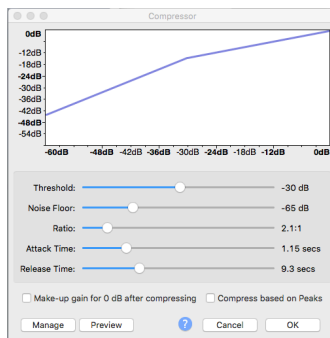 Compressor
0dB
-12dB
-18dB
-24dB
-30dB
-36dB
-42dB
-48dB
-54dB
-60dB -48dB -42dB -36dB -30dB -24dB -18dB -12dB 0dB
Threshold: -30 dB
Noise Floor: -65 dB
Ratio: 2.1:1
Attack Time: 1.15 secs
Release Time: 9.3 secs
Make-up gain for 0 dB after compressing Compress based on Peaks
Manage Preview ? Cancel OK